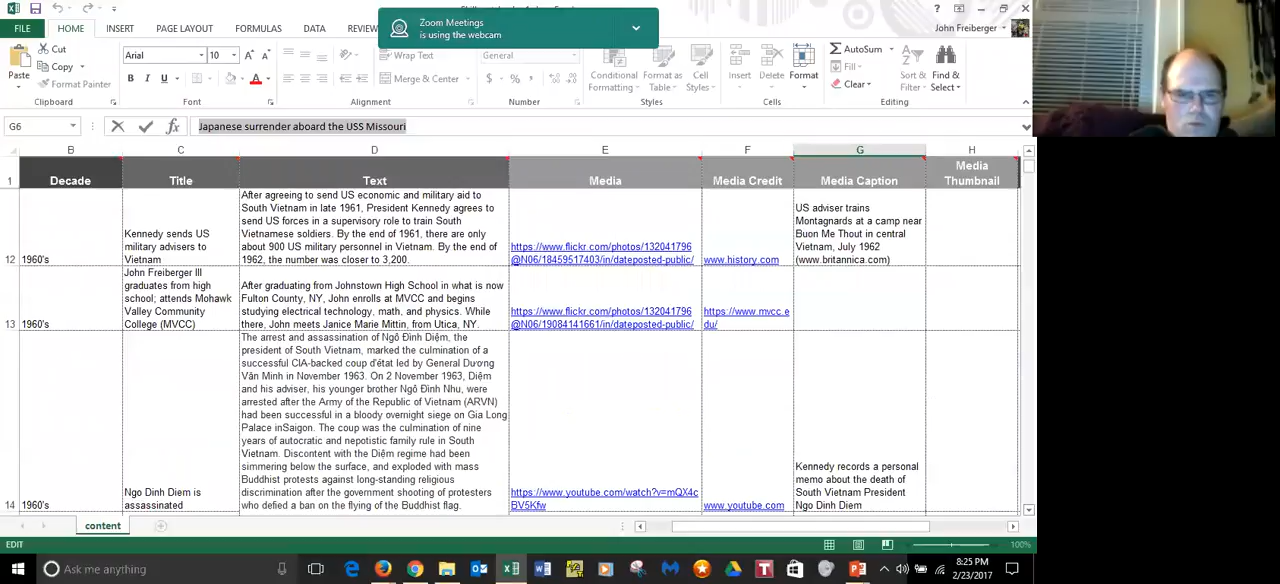 Zoom Meetings
is using the webcam
FILE HOME INSERT PAGE LAYOUT FORMULAS DATA
John Freiberger
Paste
Cut
Copy
Format Painter
Clipboard
Arial 10
Font
Wrap Text
Merge & Center
Alignment
General
Number
Conditional Formatting
Format as Table
Cell Styles
Styles
Insert Delete Format
Cells
AutoSum
Fill
Clear
Sort & Filter
Find & Select
Editing
G6
Japanese surrender aboard the USS Missouri
B C D E F G H
1 Decade Title Text Media Media Credit Media Caption Media Thumbnail
12
1960's
Kennedy sends US
military advisers to
Vietnam
After agreeing to send US economic and military aid to
South Vietnam in late 1961, President Kennedy agrees to
send US forces in a supervisory role to train South
Vietnamese soldiers. By the end of 1961, there are only
about 900 US military personnel in Vietnam. By the end of
1962, the number was closer to 3,200.
https://www.flickr.com/photos/132041796
@N06/18459517403/in/dateposted-public/
www.history.com
US adviser trains
Montagnards at a camp near
Buon Me Thout in central
Vietnam, July 1962
(www.britannica.com)
13
1960's
John Freiberger III
graduates from high
school; attends Mohawk
Valley Community
College (MVCC)
After graduating from Johnstown High School in what is now
Fulton County, NY, John enrolls at MVCC and begins
studying electrical technology, math, and physics. While
there, John meets Janice Marie Mittin, from Utica, NY.
https://www.flickr.com/photos/132041796
@N06/19084141661/in/dateposted-public/
https://www.mvcc.e
du/
14
1960's
Ngo Dinh Diem is
assassinated
The arrest and assassination of Ngô Đình Diệm, the
president of South Vietnam, marked the culmination of a
successful CIA-backed coup d'état led by General Dương
Văn Minh in November 1963. On 2 November 1963, Diệm
and his adviser, his younger brother Ngô Đình Nhu, were
arrested after the Army of the Republic of Vietnam (ARVN)
had been successful in a bloody overnight siege on Gia Long
Palace inSaigon. The coup was the culmination of nine
years of autocratic and nepotistic family rule in South
Vietnam. Discontent with the Diệm regime had been
simmering below the surface, and exploded with mass
Buddhist protests against long-standing religious
discrimination after the government shooting of protesters
who defied a ban on the flying of the Buddhist flag.
https://www.youtube.com/watch?v=mQX4c
BV5Kfw
www.youtube.com
Kennedy records a personal
memo about the death of
South Vietnam President
Ngo Dinh Diem
content
EDIT
100%
Ask me anything
8:25 PM
2/23/2017